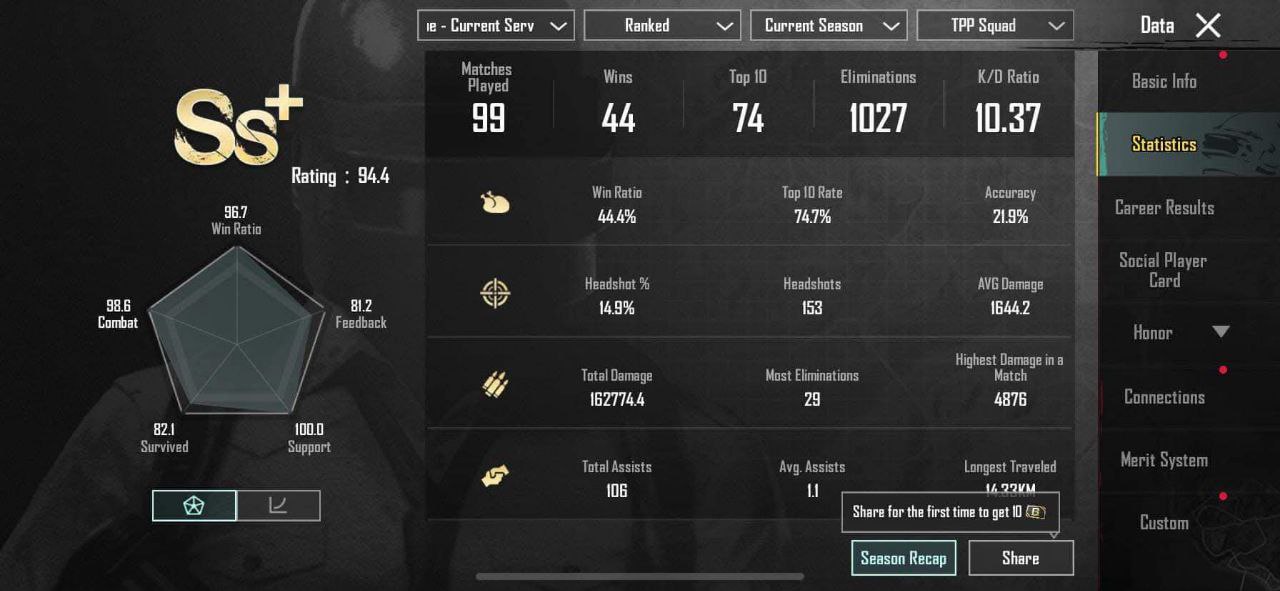 ıe - Current Serv
Ranked
Current Season
TPP Squad
Data
Ss+
Rating : 94.4
96.7
Win Ratio
98.6
Combat
81.2
Feedback
82.1
Survived
100.0
Support
Matches
Played
99
Wins
44
Top 10
74
Eliminations
1027
K/D Ratio
10.37
Win Ratio
44.4%
Top 10 Rate
74.7%
Accuracy
21.9%
Headshot %
14.9%
Headshots
153
AVG Damage
1644.2
Total Damage
162774.4
Most Eliminations
29
Highest Damage in a
Match
4876
Total Assists
106
Avg. Assists
1.1
Longest Traveled
14.33KM
Share for the first time to get 10
Season Recap
Share
Basic Info
Statistics
Career Results
Social Player
Card
Honor
Connections
Merit System
Custom